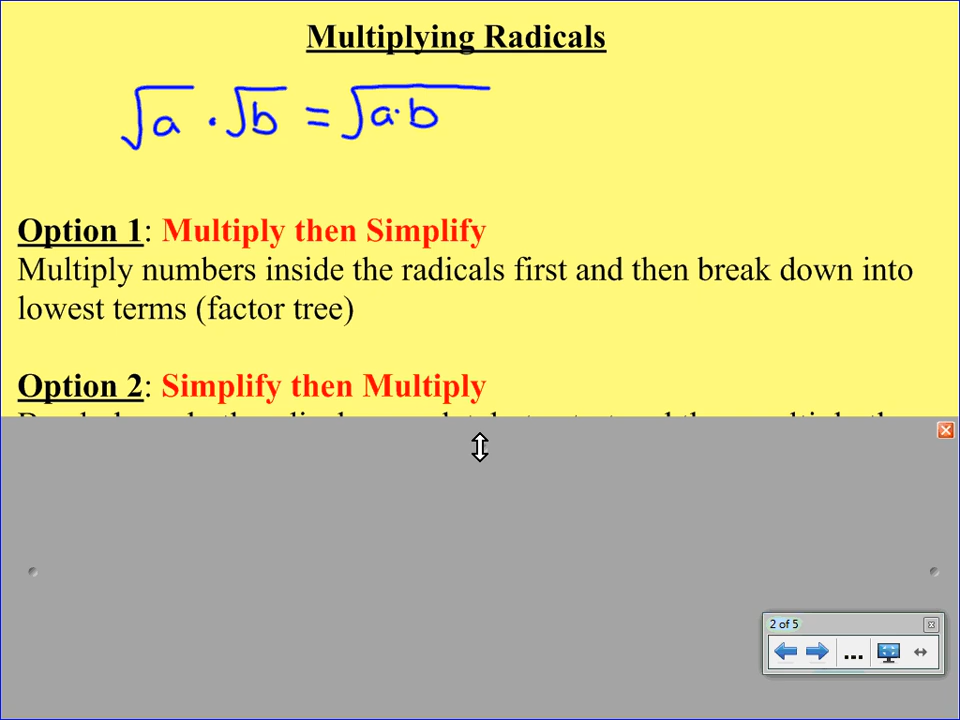 Multiplying Radicals
√a · √b = √a·b
Option 1: Multiply then Simplify
Multiply numbers inside the radicals first and then break down into
lowest terms (factor tree)
Option 2: Simplify then Multiply
2 of 5